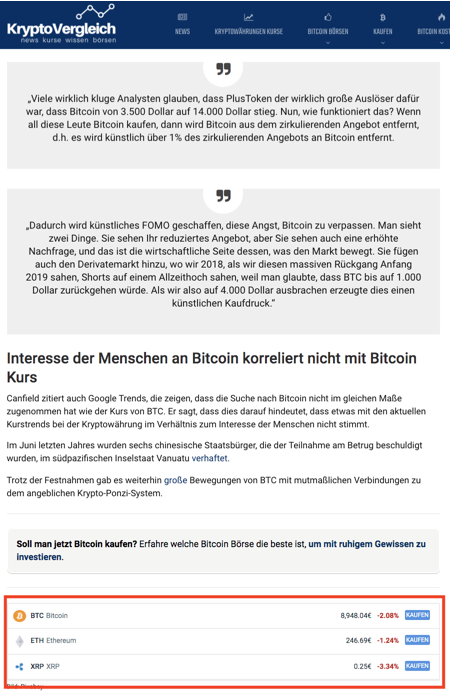 KryptoVergleich
news kurse wissen börsen
NEWS
KRYPTOWÄHRUNGEN KURSE
BITCOIN BÖRSEN
KAUFEN
BITCOIN KOST
„Viele wirklich kluge Analysten glauben, dass PlusToken der wirklich große Auslöser dafür
war, dass Bitcoin von 3.500 Dollar auf 14.000 Dollar stieg. Nun, wie funktioniert das? Wenn
all diese Leute Bitcoin kaufen, dann wird Bitcoin aus dem zirkulierenden Angebot entfernt,
d.h. es wird künstlich über 1% des zirkulierenden Angebots an Bitcoin entfernt.
„Dadurch wird künstliches FOMO geschaffen, diese Angst, Bitcoin zu verpassen. Man sieht
zwei Dinge. Sie sehen Ihr reduziertes Angebot, aber Sie sehen auch eine erhöhte
Nachfrage, und das ist die wirtschaftliche Seite dessen, was den Markt bewegt. Sie fügen
auch den Derivatemarkt hinzu, wo wir 2018, als wir diesen massiven Rückgang Anfang
2019 sahen, Shorts auf einem Allzeithoch sahen, weil man glaubte, dass BTC bis auf 1.000
Dollar zurückgehen würde. Als wir also auf 4.000 Dollar ausbrachen erzeugte dies einen
künstlichen Kaufdruck.“
Interesse der Menschen an Bitcoin korreliert nicht mit Bitcoin
Kurs
Canfield zitiert auch Google Trends, die zeigen, dass die Suche nach Bitcoin nicht im gleichen Maße
zugenommen hat wie der Kurs von BTC. Er sagt, dass dies darauf hindeutet, dass etwas mit den aktuellen
Kurstrends bei der Kryptowährung im Verhältnis zum Interesse der Menschen nicht stimmt.
Im Juni letzten Jahres wurden sechs chinesische Staatsbürger, die der Teilnahme am Betrug beschuldigt
wurden, im südpazifischen Inselstaat Vanuatu verhaftet.
Trotz der Festnahmen gab es weiterhin große Bewegungen von BTC mit mutmaßlichen Verbindungen zu
dem angeblichen Krypto-Ponzi-System.
Soll man jetzt Bitcoin kaufen? Erfahre welche Bitcoin Börse die beste ist, um mit ruhigem Gewissen zu
investieren.
BTC Bitcoin 8,948.04€ -2.08% KAUFEN
ETH Ethereum 246.69€ -1.24% KAUFEN
XRP XRP 0.25€ -3.34% KAUFEN